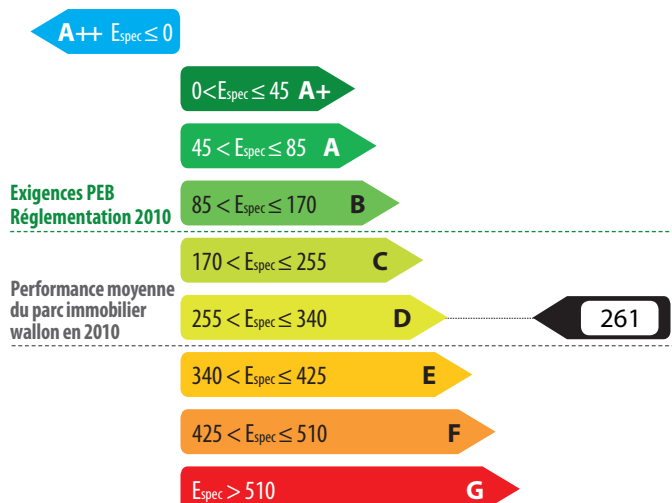 A++ Espec ≤ 0
0<Espec ≤ 45 A+
45 < Espec ≤ 85 A
Exigences PEB
Réglementation 2010
85 < Espec ≤ 170 B
170 < Espec ≤ 255 C
Performance moyenne
du parc immobilier
wallon en 2010
255 < Espec ≤ 340 D
261
340 < Espec ≤ 425 E
425 < Espec ≤ 510 F
Espec > 510 G